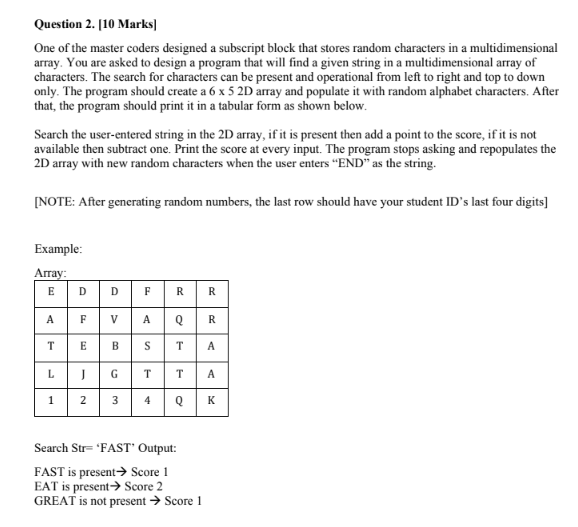 Question 2. [10 Marks]
One of the master coders designed a subscript block that stores random characters in a multidimensional
array. You are asked to design a program that will find a given string in a multidimensional array of
characters. The search for characters can be present and operational from left to right and top to down
only. The program should create a 6 x 5 2D array and populate it with random alphabet characters. After
that, the program should print it in a tabular form as shown below.
Search the user-entered string in the 2D array, if it is present then add a point to the score, if it is not
available then subtract one. Print the score at every input. The program stops asking and repopulates the
2D array with new random characters when the user enters “END” as the string.
[NOTE: After generating random numbers, the last row should have your student ID’s last four digits]
Example:
Array:
E D D F R R
A F V A Q R
T E B S T A
L J G T T A
1 2 3 4 Q K
Search Str= ‘FAST’ Output:
FAST is present→ Score 1
EAT is present→ Score 2
GREAT is not present → Score 1